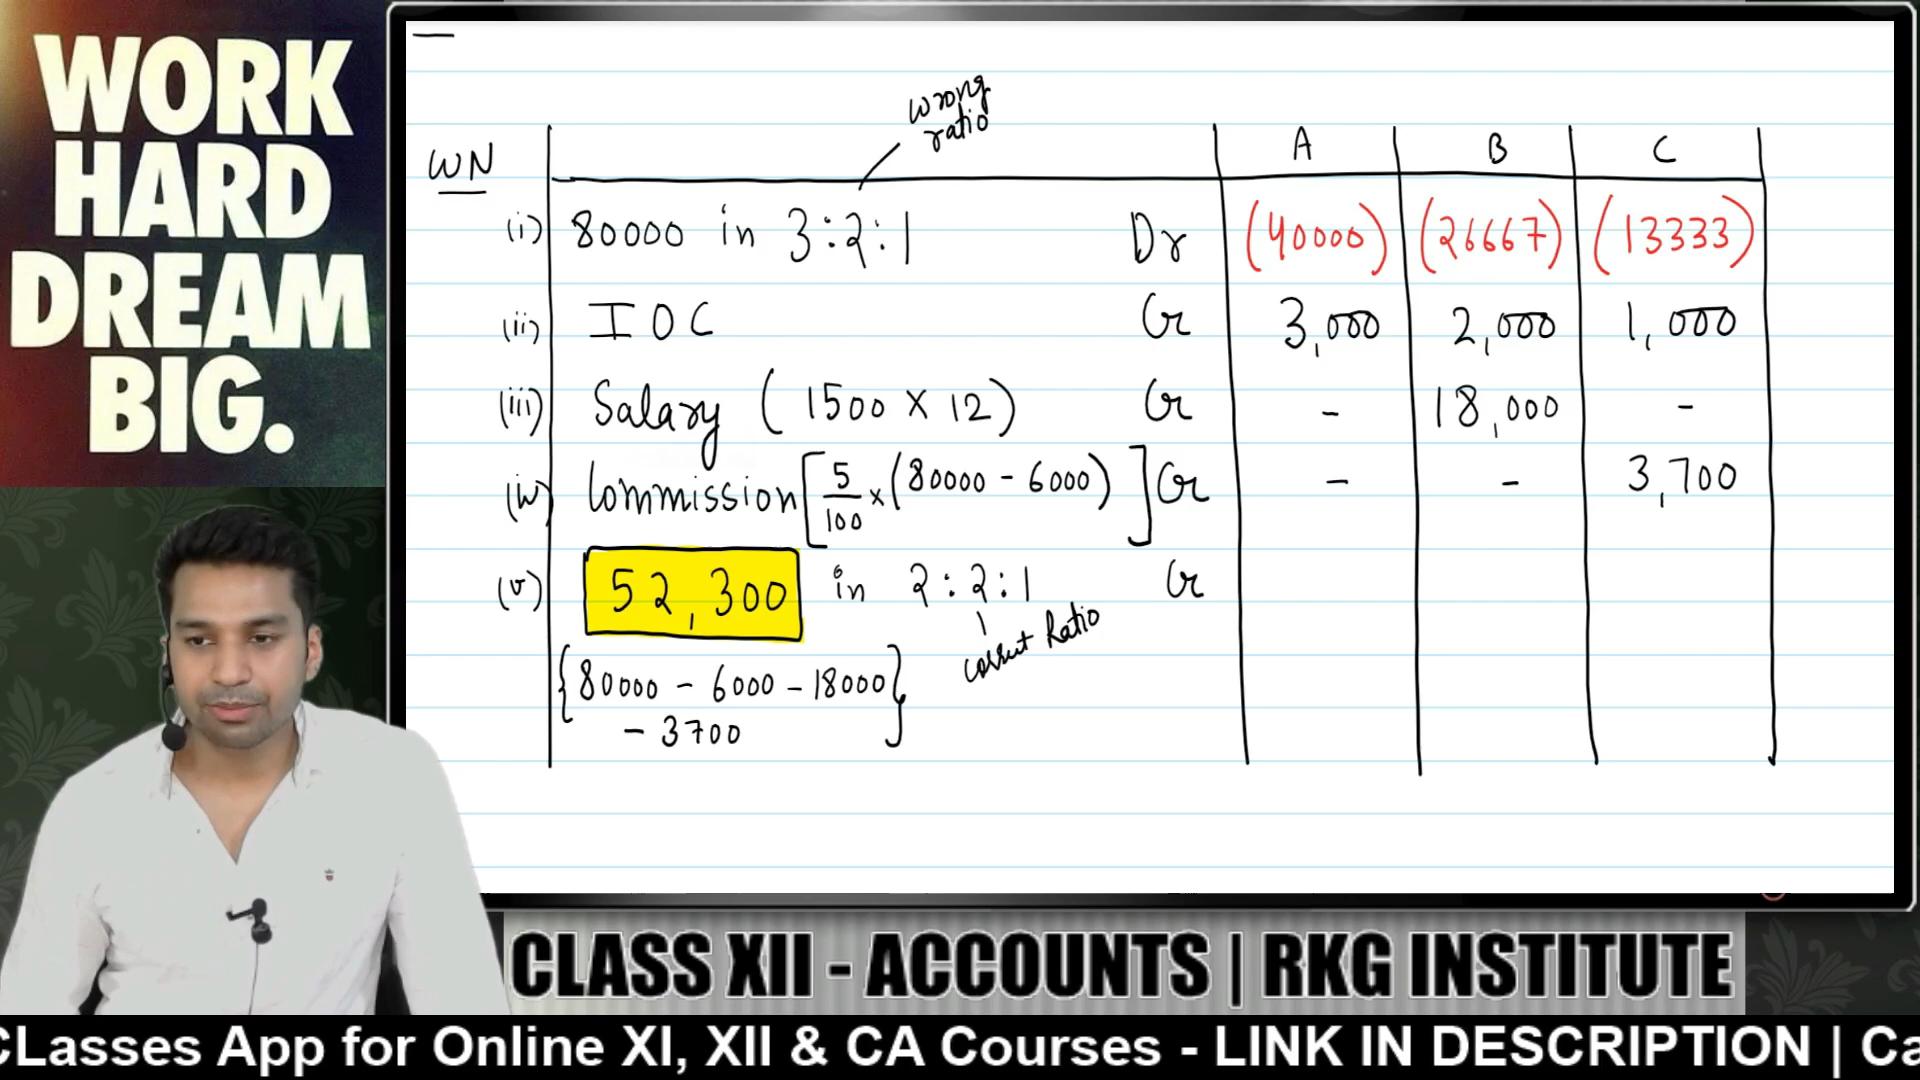 WORK
HARD
DREAM
BIG.
wrong
ratio
WN
A B C
(i) 80000 in 3:2:1 Dr (40000) (26667) (13333)
(ii) IOC Cr 3,000 2,000 1,000
(iii) Salary ( 1500 × 12 ) Cr - 18,000 -
(iv) Commission [ 5/100 × (80000 - 6000) ] Cr - - 3,700
(v) 52,300 in 2:2:1 Cr
correct Ratio
{80000 - 6000 - 18000
- 3700}
CLASS XII - ACCOUNTS | RKG INSTITUTE
CLasses App for Online XI, XII & CA Courses - LINK IN DESCRIPTION | Ca